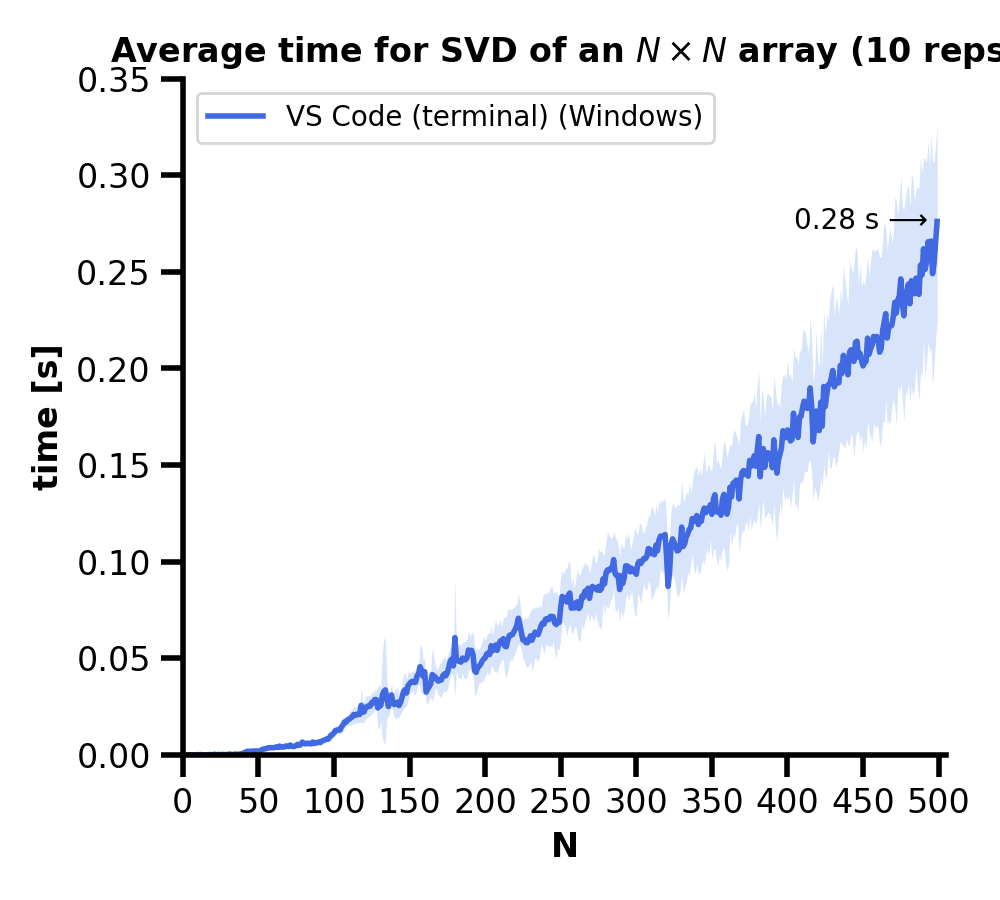 Average time for SVD of an N × N array (10 reps
0.35
VS Code (terminal) (Windows)
0.30
0.28 s →
0.25
0.20
0.15
0.10
0.05
0.00
time [s]
0 50 100 150 200 250 300 350 400 450 500
N